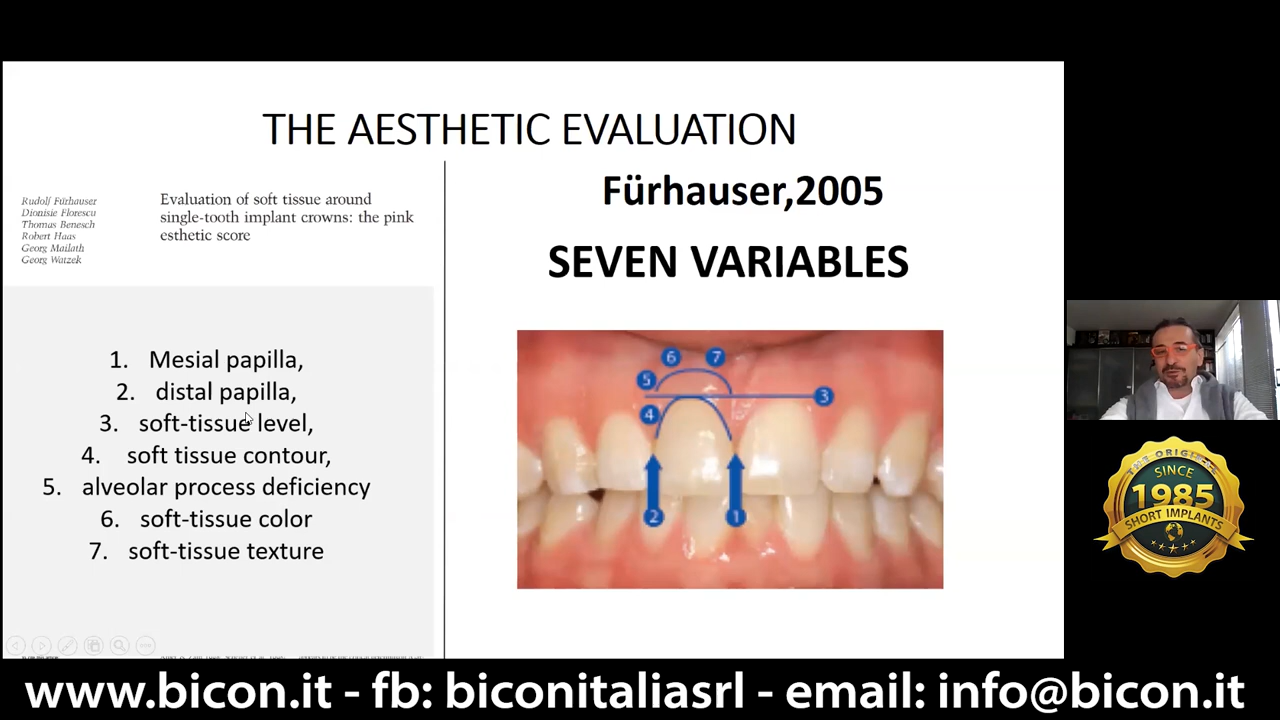 THE AESTHETIC EVALUATION
Rudolf Fürhauser
Dionisie Florescu
Thomas Benesch
Robert Haas
Georg Mailath
Georg Watzek
Evaluation of soft tissue around
single-tooth implant crowns: the pink
esthetic score
Fürhauser,2005
SEVEN VARIABLES
1. Mesial papilla,
2. distal papilla,
3. soft-tissue level,
4. soft tissue contour,
5. alveolar process deficiency
6. soft-tissue color
7. soft-tissue texture
6 7
5
3
4
2 1
SINCE
1985
SHORT IMPLANTS
www.bicon.it - fb: biconitaliasrl - email: info@bicon.it